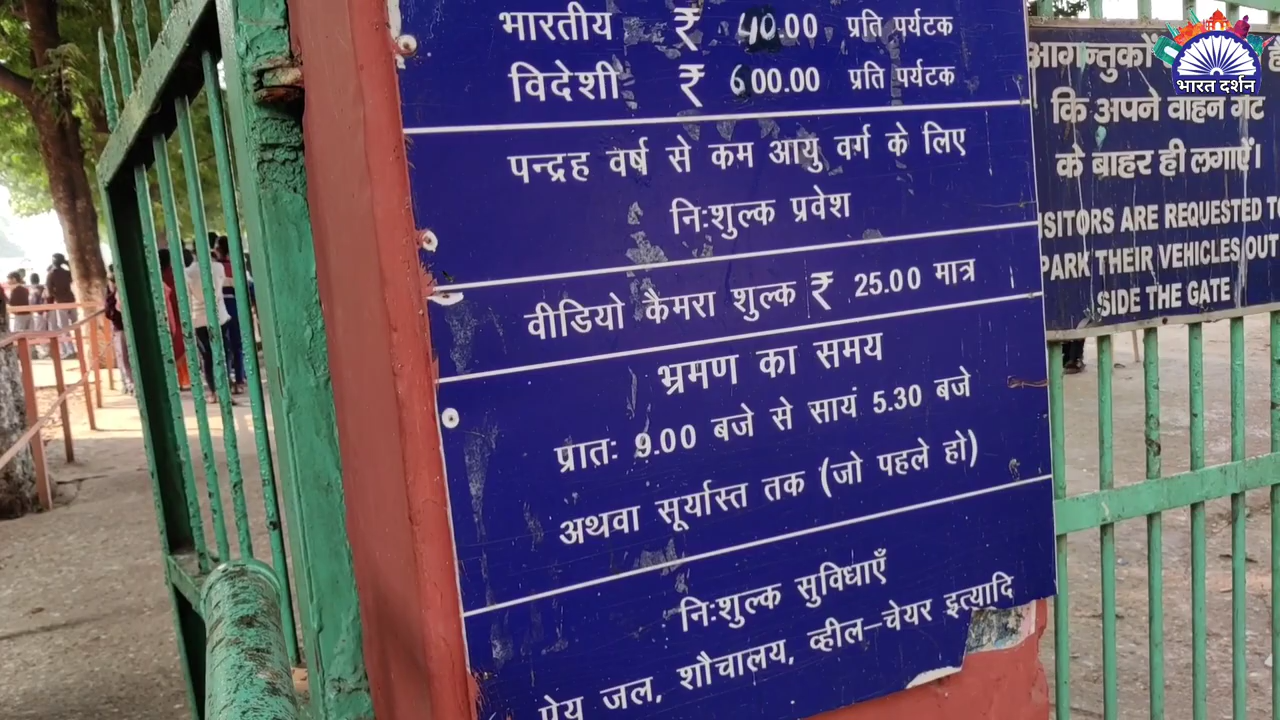 भारतीय ₹ 40.00 प्रति पर्यटक
विदेशी ₹ 600.00 प्रति पर्यटक
पन्द्रह वर्ष से कम आयु वर्ग के लिए
नि:शुल्क प्रवेश
वीडियो कैमरा शुल्क ₹ 25.00 मात्र
भ्रमण का समय
प्रातः 9.00 बजे से सायं 5.30 बजे
अथवा सूर्यास्त तक (जो पहले हो)
नि:शुल्क सुविधाएँ
पेय जल, शौचालय, व्हील-चेयर इत्यादि
आगन्तुकों
कि अपने वाहन गेट
के बाहर ही लगाऐं।
ISITORS ARE REQUESTED TO
PARK THEIR VEHICLES OUT
SIDE THE GATE
भारत दर्शन